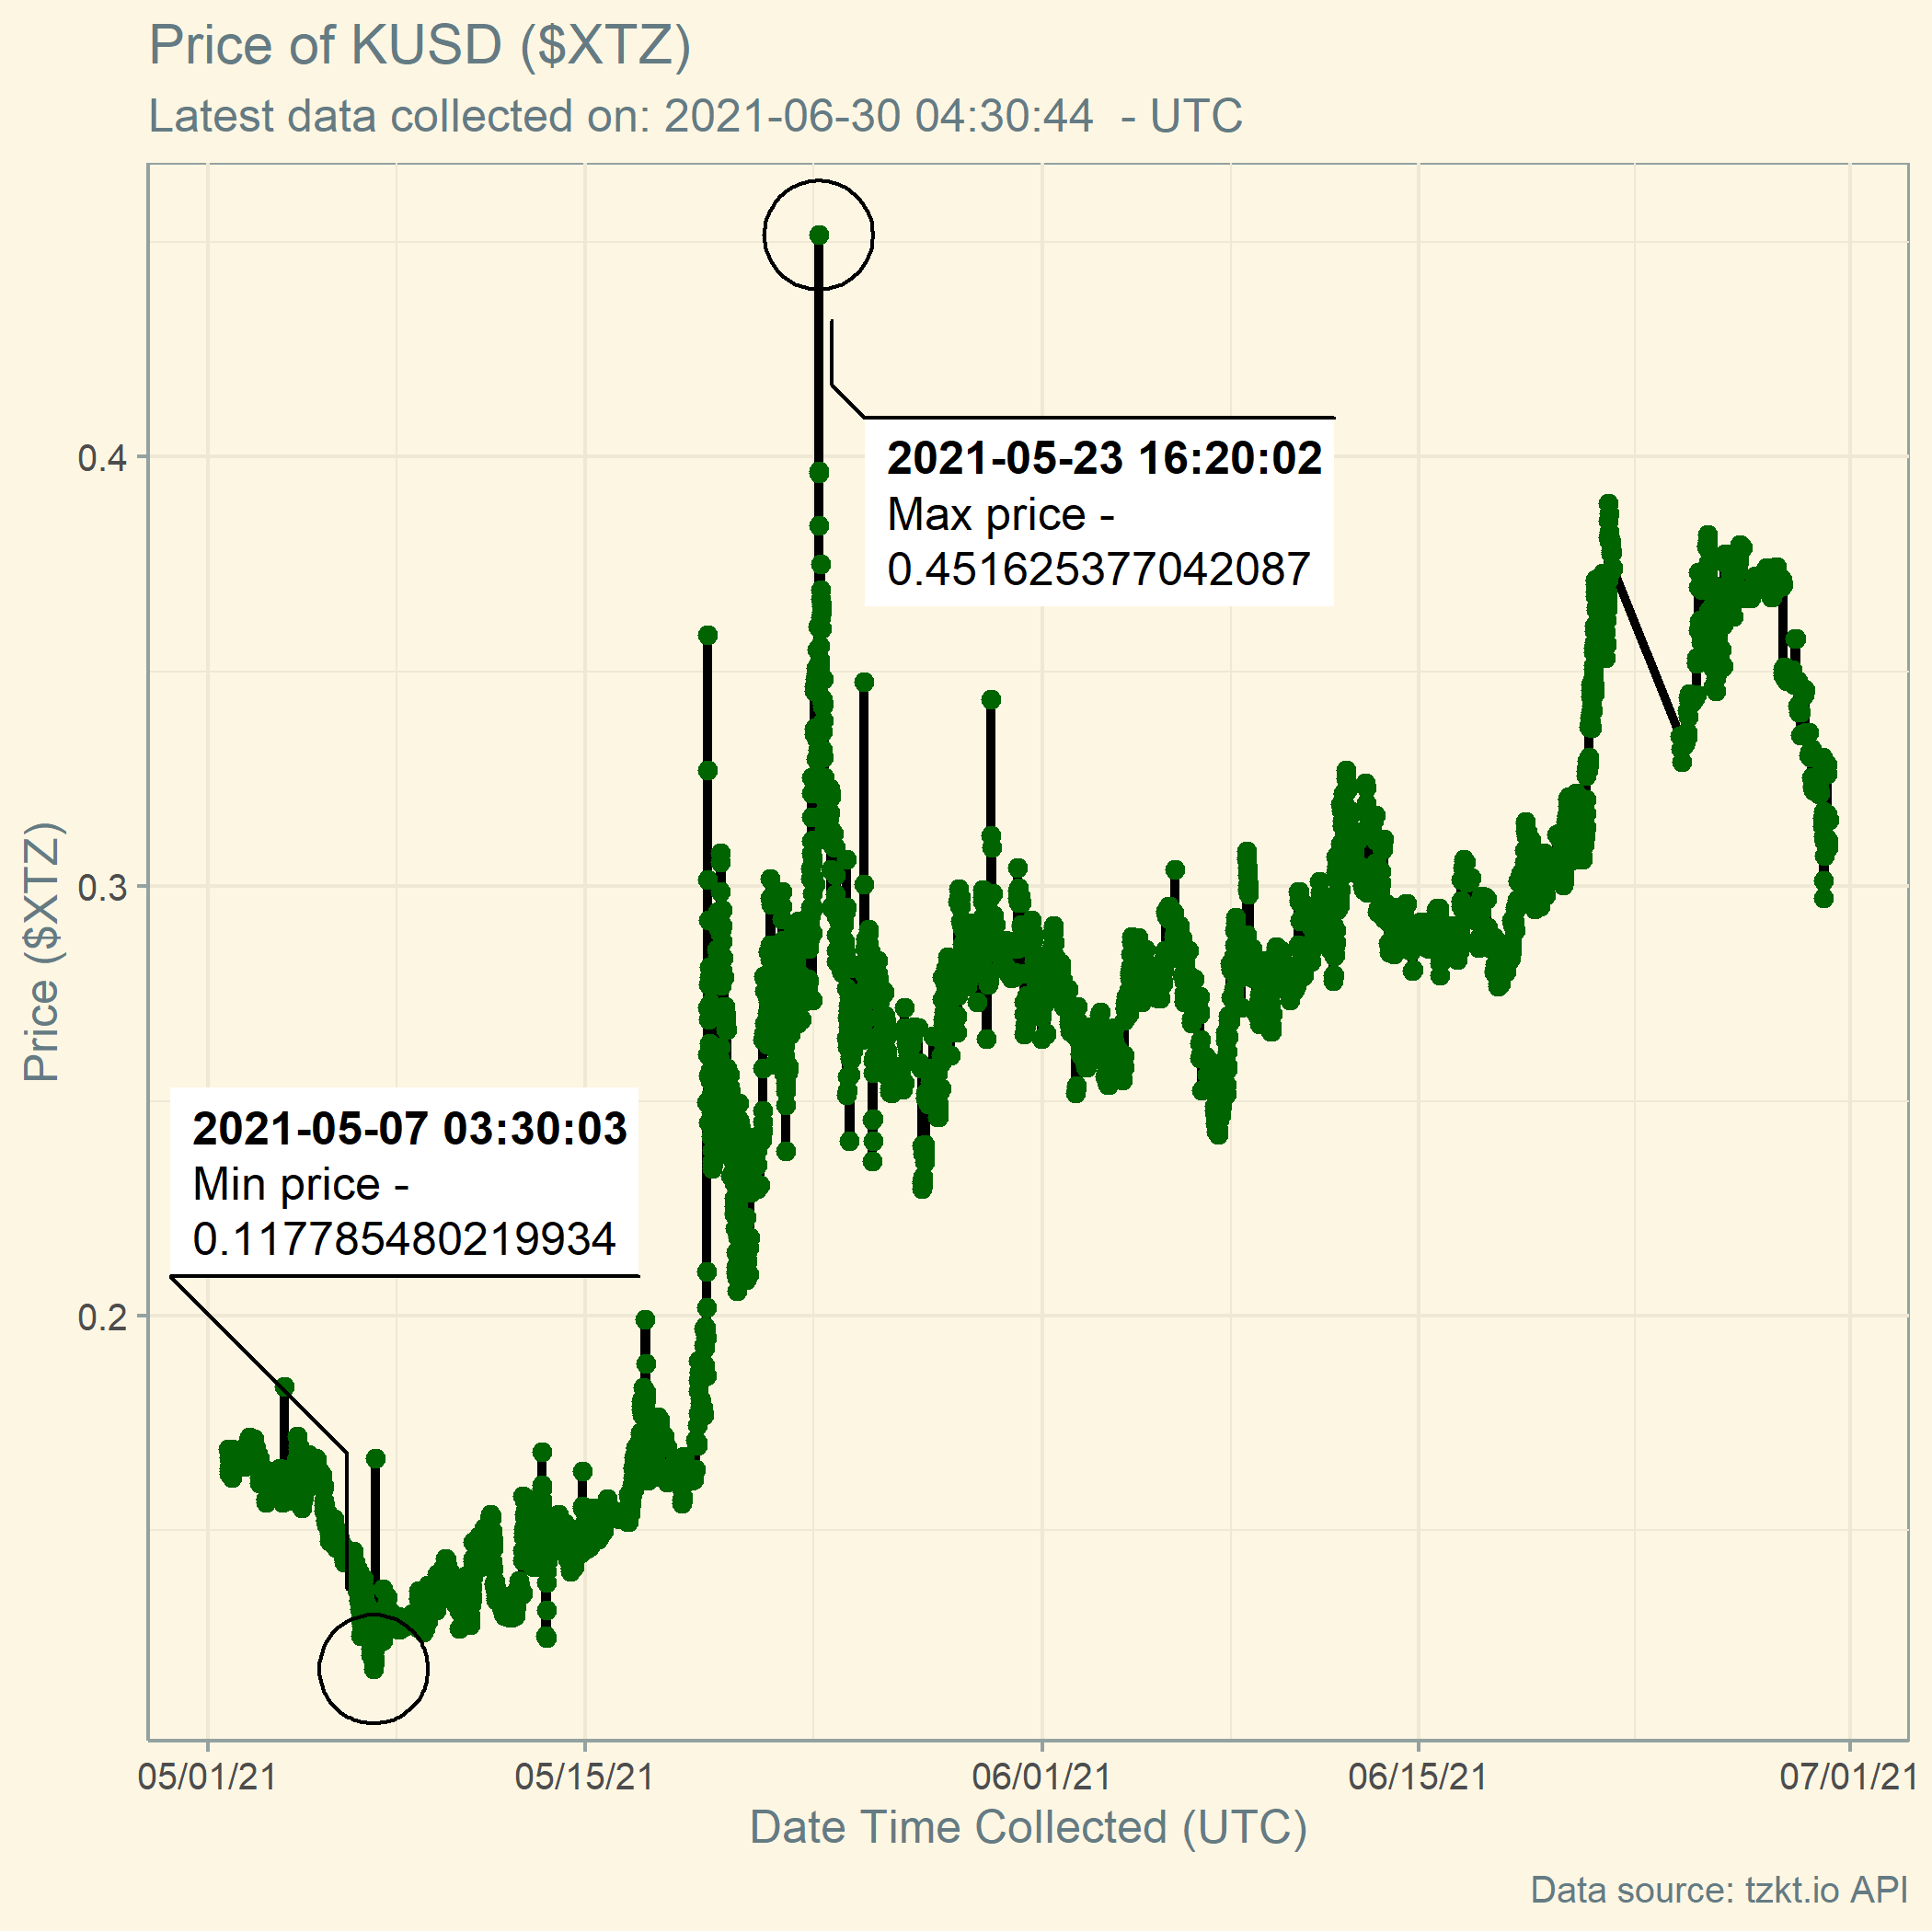 Price of KUSD ($XTZ)
Latest data collected on: 2021-06-30 04:30:44  - UTC
Price ($XTZ)
0.4
0.3
0.2
2021-05-23 16:20:02
Max price -
0.451625377042087
2021-05-07 03:30:03
Min price -
0.117785480219934
05/01/21
05/15/21
06/01/21
06/15/21
07/01/21
Date Time Collected (UTC)
Data source: tzkt.io API